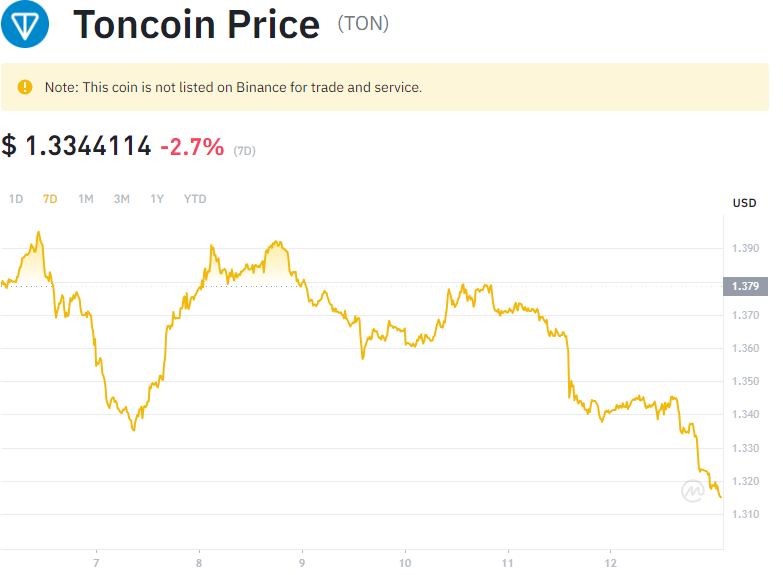 Toncoin Price (TON)
Note: This coin is not listed on Binance for trade and service.
$ 1.3344114 -2.7% (7D)
1D 7D 1M 3M 1Y YTD
USD
1.390
1.379
1.370
1.360
1.350
1.340
1.330
1.320
1.310
7 8 9 10 11 12